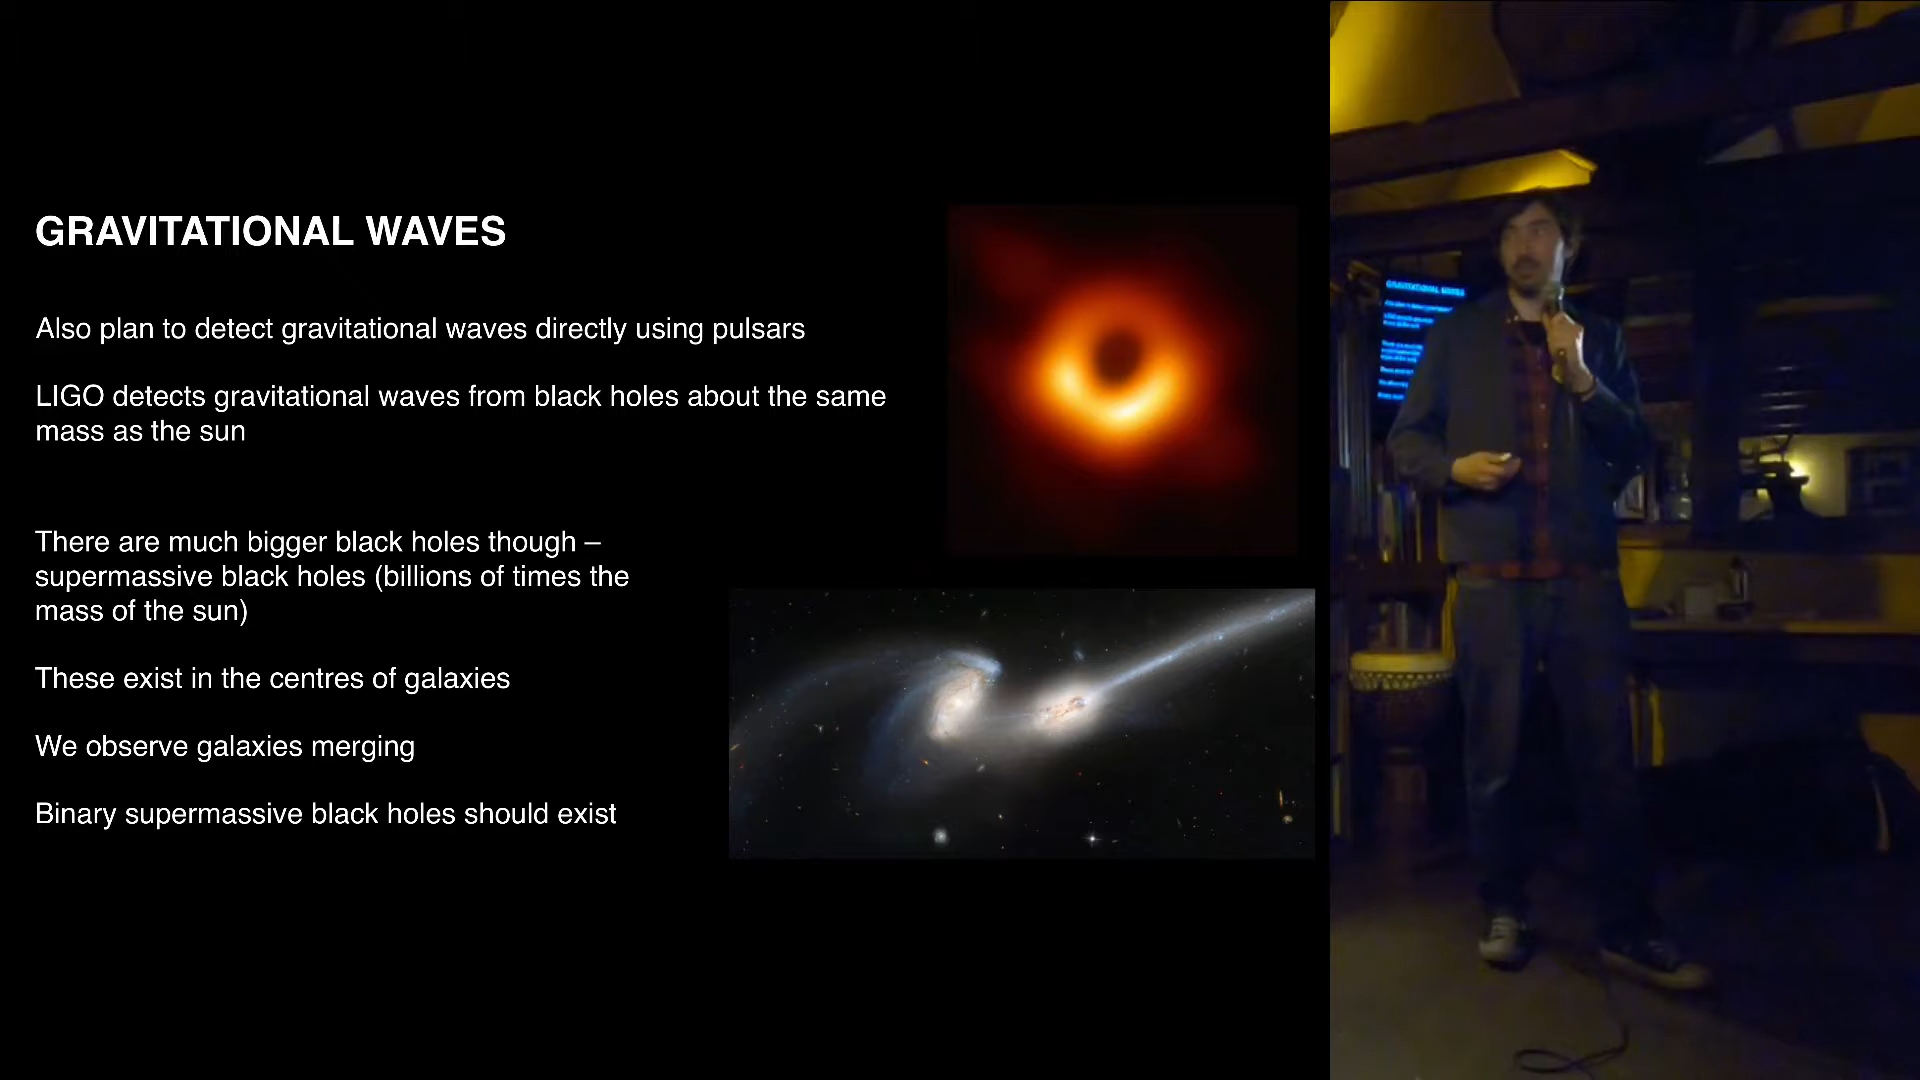 GRAVITATIONAL WAVES
Also plan to detect gravitational waves directly using pulsars
LIGO detects gravitational waves from black holes about the same
mass as the sun
There are much bigger black holes though –
supermassive black holes (billions of times the
mass of the sun)
These exist in the centres of galaxies
We observe galaxies merging
Binary supermassive black holes should exist
GRAVITATIONAL WAVES